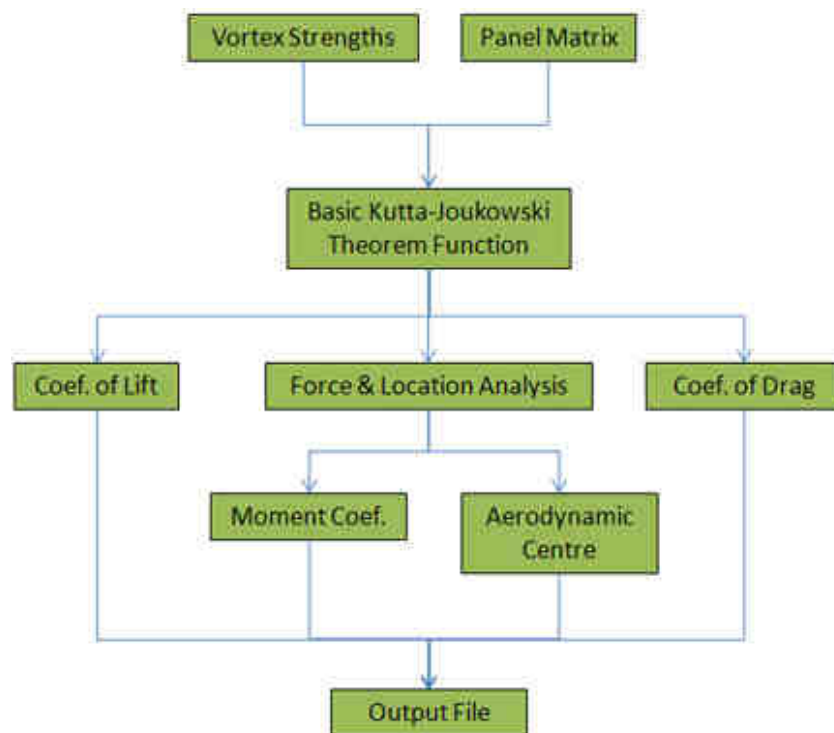 Vortex Strengths
Panel Matrix
Basic Kutta-Joukowski
Theorem Function
Coef. of Lift
Force & Location Analysis
Coef. of Drag
Moment Coef.
Aerodynamic
Centre
Output File